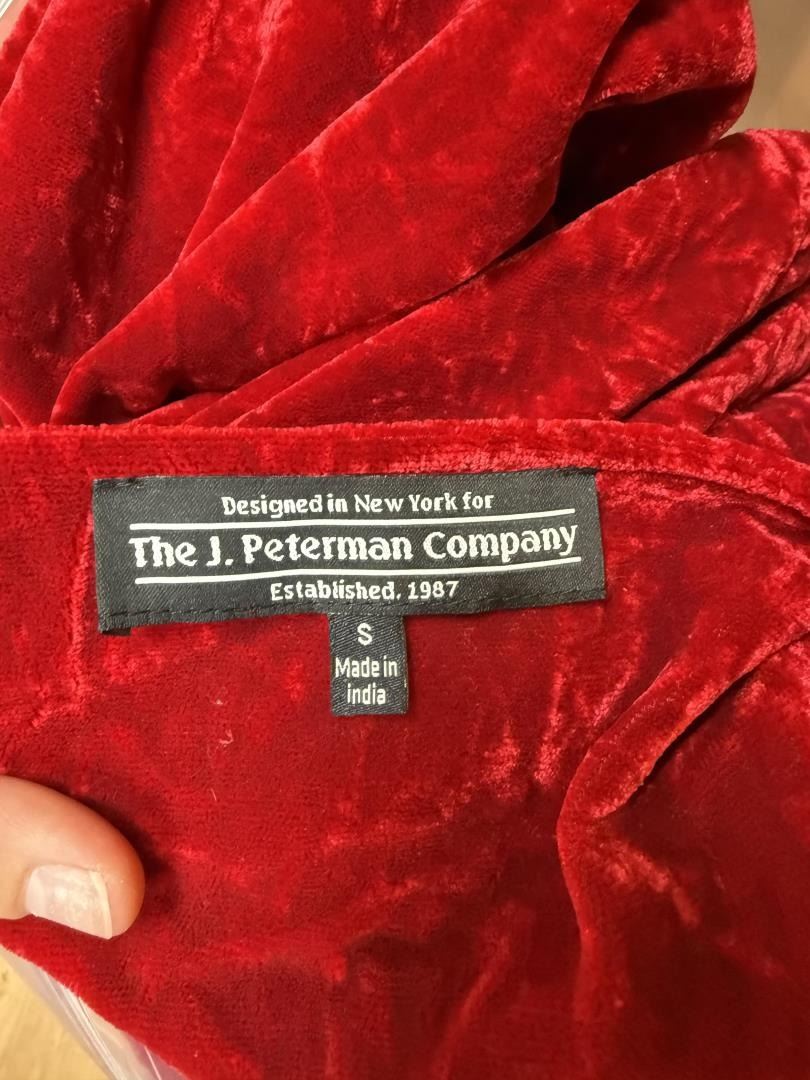 Designed in New York for
The J. Peterman Company
Established. 1987
S
Made in
india